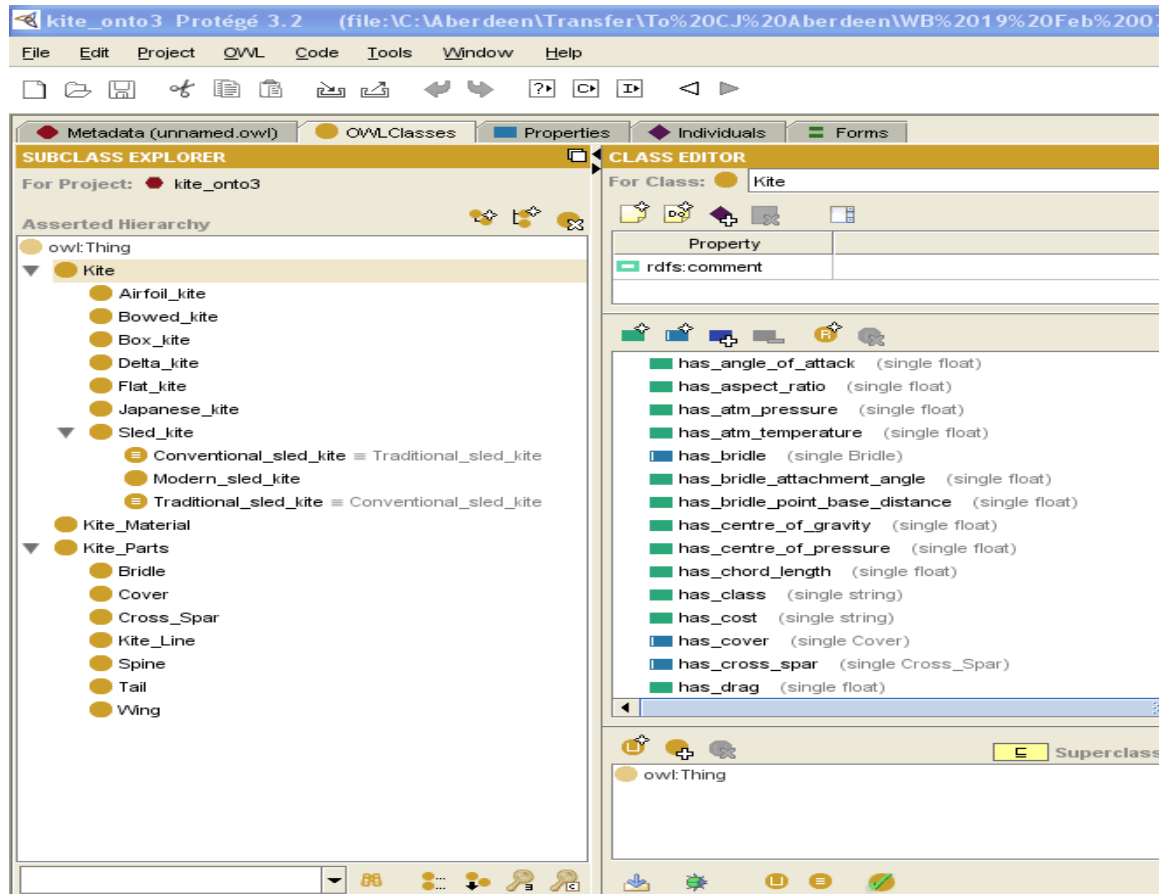 kite_onto3 Protégé 3.2 (file:\C:\Aberdeen\Transfer\To%20CJ%20Aberdeen\WB%2019%20Feb%2007
File Edit Project OWL Code Tools Window Help
Metadata (unnamed.owl) OWLClasses Properties Individuals Forms
SUBCLASS EXPLORER
For Project: kite_onto3
Asserted Hierarchy
owl:Thing
Kite
Airfoil_kite
Bowed_kite
Box_kite
Delta_kite
Flat_kite
Japanese_kite
Sled_kite
Conventional_sled_kite ≡ Traditional_sled_kite
Modern_sled_kite
Traditional_sled_kite ≡ Conventional_sled_kite
Kite_Material
Kite_Parts
Bridle
Cover
Cross_Spar
Kite_Line
Spine
Tail
Wing
CLASS EDITOR
For Class: Kite
Property
rdfs:comment
has_angle_of_attack (single float)
has_aspect_ratio (single float)
has_atm_pressure (single float)
has_atm_temperature (single float)
has_bridle (single Bridle)
has_bridle_attachment_angle (single float)
has_bridle_point_base_distance (single float)
has_centre_of_gravity (single float)
has_centre_of_pressure (single float)
has_chord_length (single float)
has_class (single string)
has_cost (single string)
has_cover (single Cover)
has_cross_spar (single Cross_Spar)
has_drag (single float)
⊑ Superclass
owl:Thing